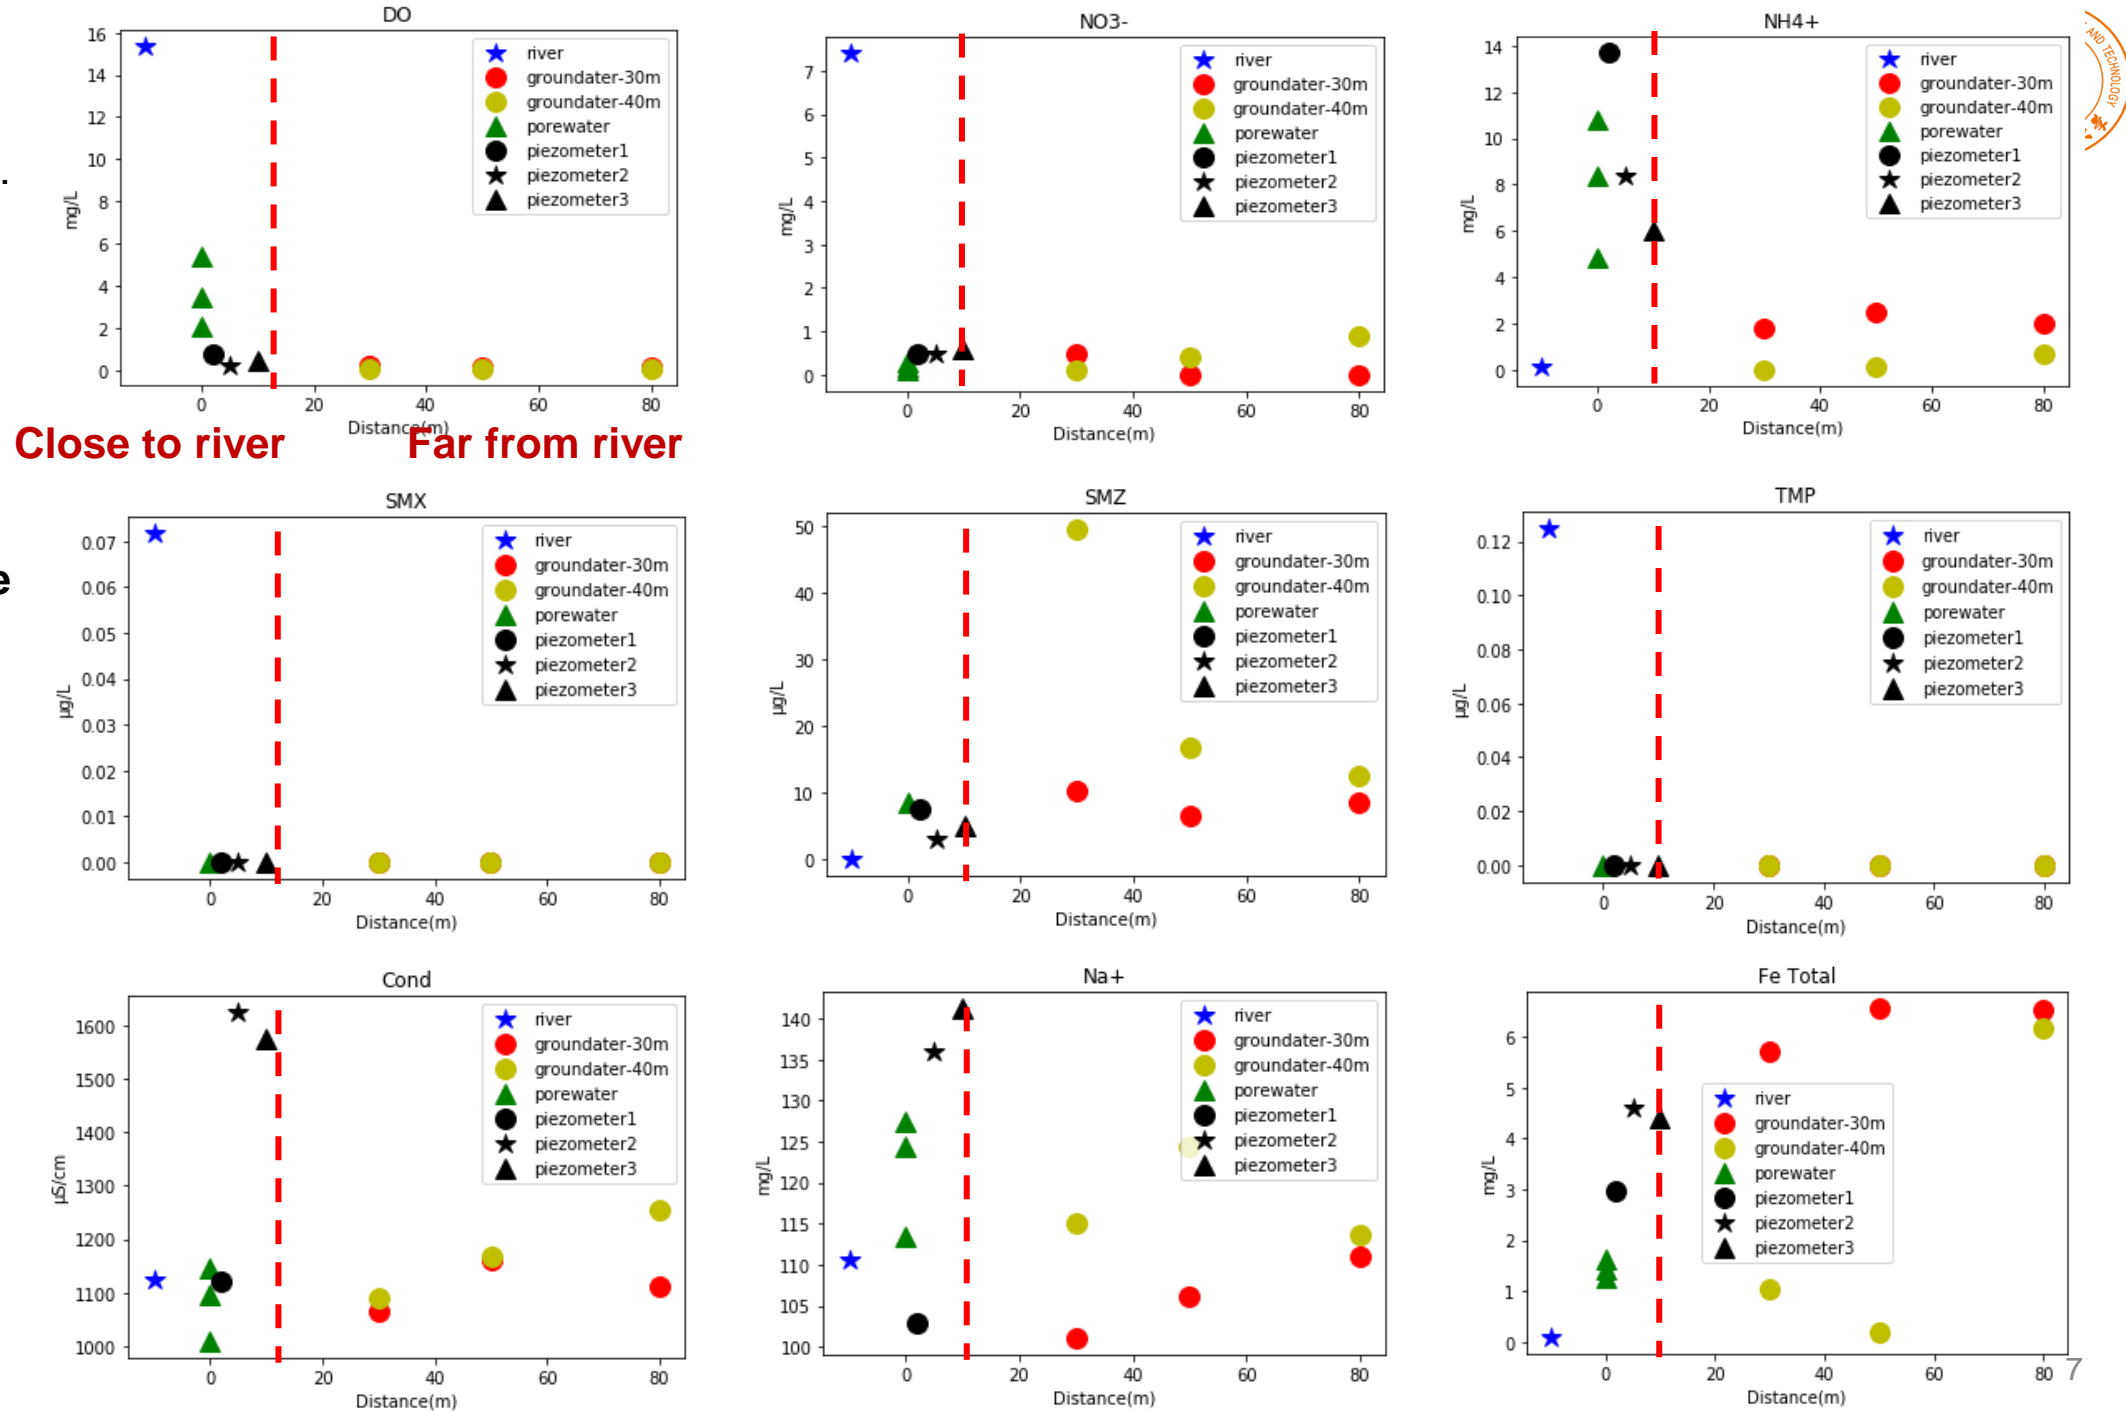 DO
16
14
12
10
8
6
4
2
0
mg/L
river
groundater-30m
groundater-40m
porewater
piezometer1
piezometer2
piezometer3
0 20 40 60 80
Distance(m)
NO3-
7
6
5
4
3
2
1
0
mg/L
river
groundater-30m
groundater-40m
porewater
piezometer1
piezometer2
piezometer3
0 20 40 60 80
Distance(m)
NH4+
14
12
10
8
6
4
2
0
mg/L
river
groundater-30m
groundater-40m
porewater
piezometer1
piezometer2
piezometer3
0 20 40 60 80
Distance(m)
AND TECHNOLOGY
.
Close to river Far from river
e
SMX
0.07
0.06
0.05
0.04
0.03
0.02
0.01
0.00
μg/L
river
groundater-30m
groundater-40m
porewater
piezometer1
piezometer2
piezometer3
0 20 40 60 80
Distance(m)
SMZ
50
40
30
20
10
0
μg/L
river
groundater-30m
groundater-40m
porewater
piezometer1
piezometer2
piezometer3
0 20 40 60 80
Distance(m)
TMP
0.12
0.10
0.08
0.06
0.04
0.02
0.00
μg/L
river
groundater-30m
groundater-40m
porewater
piezometer1
piezometer2
piezometer3
0 20 40 60 80
Distance(m)
Cond
1600
1500
1400
1300
1200
1100
1000
μS/cm
river
groundater-30m
groundater-40m
porewater
piezometer1
piezometer2
piezometer3
0 20 40 60 80
Distance(m)
Na+
140
135
130
125
120
115
110
105
100
mg/L
river
groundater-30m
groundater-40m
porewater
piezometer1
piezometer2
piezometer3
0 20 40 60 80
Distance(m)
Fe Total
6
5
4
3
2
1
0
mg/L
river
groundater-30m
groundater-40m
porewater
piezometer1
piezometer2
piezometer3
0 20 40 60 80
Distance(m)
7